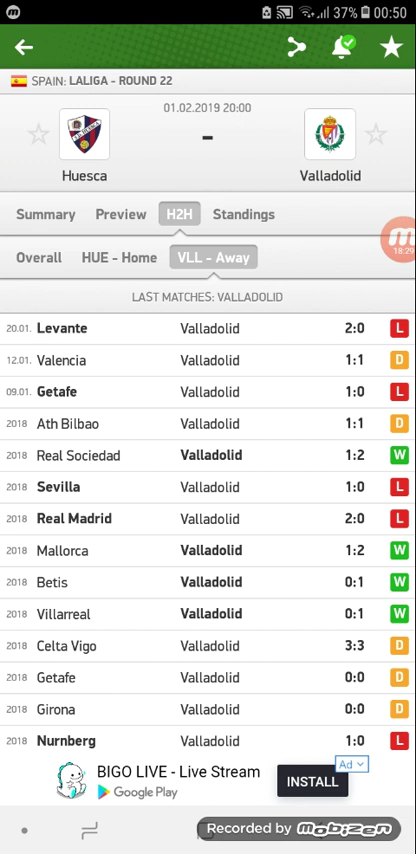 37% 00:50
SPAIN: LALIGA - ROUND 22
01.02.2019 20:00
-
Huesca Valladolid
Summary Preview H2H Standings
18:29
Overall HUE - Home VLL - Away
LAST MATCHES: VALLADOLID
20.01. Levante Valladolid 2:0 L
12.01. Valencia Valladolid 1:1 D
09.01. Getafe Valladolid 1:0 L
2018 Ath Bilbao Valladolid 1:1 D
2018 Real Sociedad Valladolid 1:2 W
2018 Sevilla Valladolid 1:0 L
2018 Real Madrid Valladolid 2:0 L
2018 Mallorca Valladolid 1:2 W
2018 Betis Valladolid 0:1 W
2018 Villarreal Valladolid 0:1 W
2018 Celta Vigo Valladolid 3:3 D
2018 Getafe Valladolid 0:0 D
2018 Girona Valladolid 0:0 D
2018 Nurnberg Valladolid 1:0 L
Ad
BIGO LIVE - Live Stream
Google Play
INSTALL
Recorded by Mobizen